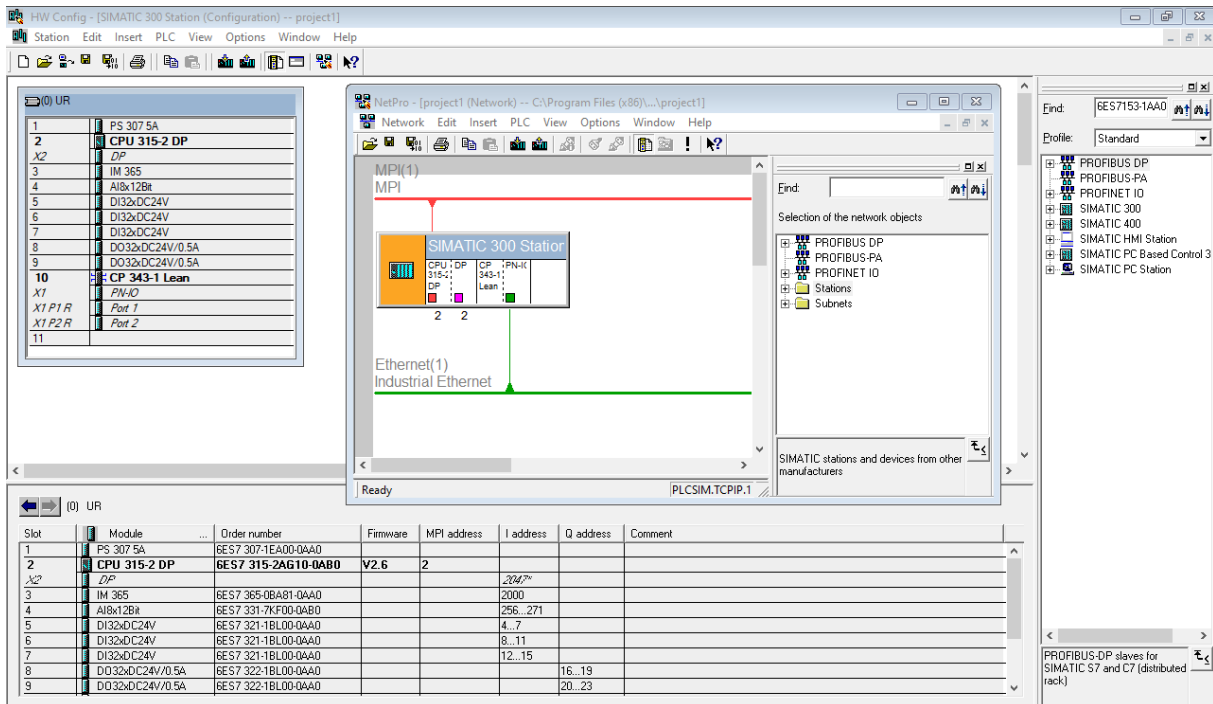 HW Config - [SIMATIC 300 Station (Configuration) -- project1]
Station Edit Insert PLC View Options Window Help
(0) UR
1 PS 307 5A
2 CPU 315-2 DP
X2 DP
3 IM 365
4 AI8x12Bit
5 DI32xDC24V
6 DI32xDC24V
7 DI32xDC24V
8 DO32xDC24V/0.5A
9 DO32xDC24V/0.5A
10 CP 343-1 Lean
X1 PN-IO
X1 P1 R Port 1
X1 P2 R Port 2
11
NetPro - [project1 (Network) -- C:\Program Files (x86)\...\project1]
Network Edit Insert PLC View Options Window Help
MPI(1)
MPI
SIMATIC 300 Station
CPU DP CP PN-IC
315-2 343-1
DP Lean
2 2
Ethernet(1)
Industrial Ethernet
Find:
Selection of the network objects
PROFIBUS DP
PROFIBUS-PA
PROFINET IO
Stations
Subnets
SIMATIC stations and devices from other
manufacturers
Ready PLCSIM.TCPIP.1
Find: 6ES7153-1AA0
Profile: Standard
PROFIBUS DP
PROFIBUS-PA
PROFINET IO
SIMATIC 300
SIMATIC 400
SIMATIC HMI Station
SIMATIC PC Based Control 3
SIMATIC PC Station
PROFIBUS-DP slaves for
SIMATIC S7 and C7 (distributed
rack)
(0) UR
Slot Module ... Order number Firmware MPI address I address Q address Comment
1 PS 307 5A 6ES7 307-1EA00-0AA0
2 CPU 315-2 DP 6ES7 315-2AG10-0AB0 V2.6 2
X2 DP 2047*
3 IM 365 6ES7 365-0BA81-0AA0 2000
4 AI8x12Bit 6ES7 331-7KF00-0AB0 256...271
5 DI32xDC24V 6ES7 321-1BL00-0AA0 4...7
6 DI32xDC24V 6ES7 321-1BL00-0AA0 8...11
7 DI32xDC24V 6ES7 321-1BL00-0AA0 12...15
8 DO32xDC24V/0.5A 6ES7 322-1BL00-0AA0 16...19
9 DO32xDC24V/0.5A 6ES7 322-1BL00-0AA0 20...23